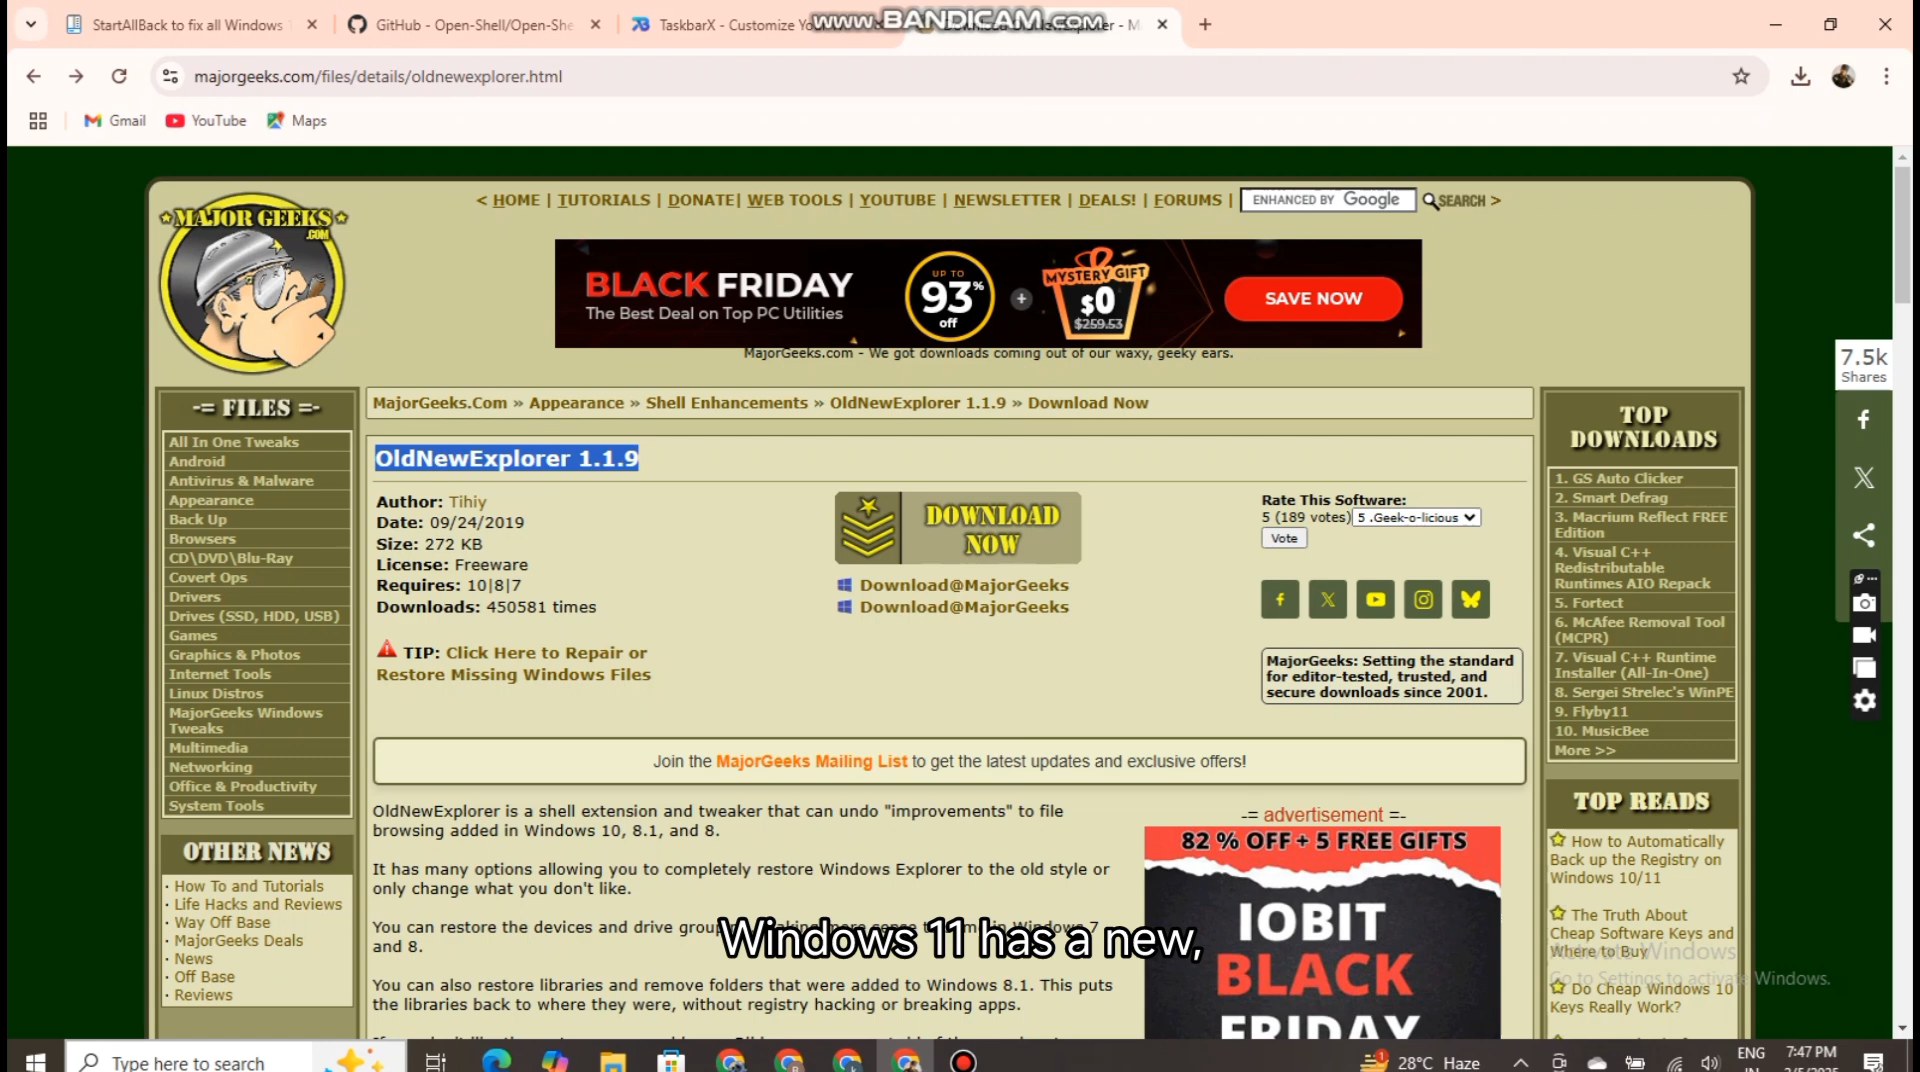 StartAllBack to fix all Windows
GitHub - Open-Shell/Open-She
TaskbarX - Customize Yo
WWW.BANDICAM.COM
majorgeeks.com/files/details/oldnewexplorer.html
Gmail
YouTube
Maps
< HOME | TUTORIALS | DONATE| WEB TOOLS | YOUTUBE | NEWSLETTER | DEALS! | FORUMS |
ENHANCED BY Google
SEARCH >
MAJOR GEEKS
.COM
BLACK FRIDAY
The Best Deal on Top PC Utilities
UP TO
93%
off
+
MYSTERY GIFT
$0
$259.53
SAVE NOW
MajorGeeks.com - We got downloads coming out of our waxy, geeky ears.
7.5k
Shares
-= FILES =-
All In One Tweaks
Android
Antivirus & Malware
Appearance
Back Up
Browsers
CD\DVD\Blu-Ray
Covert Ops
Drivers
Drives (SSD, HDD, USB)
Games
Graphics & Photos
Internet Tools
Linux Distros
MajorGeeks Windows
Tweaks
Multimedia
Networking
Office & Productivity
System Tools
OTHER NEWS
· How To and Tutorials
· Life Hacks and Reviews
· Way Off Base
· MajorGeeks Deals
· News
· Off Base
· Reviews
MajorGeeks.Com » Appearance » Shell Enhancements » OldNewExplorer 1.1.9 » Download Now
OldNewExplorer 1.1.9
Author: Tihiy
Date: 09/24/2019
Size: 272 KB
License: Freeware
Requires: 10|8|7
Downloads: 450581 times
TIP: Click Here to Repair or
Restore Missing Windows Files
DOWNLOAD
NOW
Download@MajorGeeks
Download@MajorGeeks
Rate This Software:
5 (189 votes) 5 .Geek-o-licious
Vote
MajorGeeks: Setting the standard
for editor-tested, trusted, and
secure downloads since 2001.
Join the MajorGeeks Mailing List to get the latest updates and exclusive offers!
OldNewExplorer is a shell extension and tweaker that can undo "improvements" to file
browsing added in Windows 10, 8.1, and 8.
It has many options allowing you to completely restore Windows Explorer to the old style or
only change what you don't like.
You can restore the devices and drive in Windows 7
and 8.
You can also restore libraries and remove folders that were added to Windows 8.1. This puts
the libraries back to where they were, without registry hacking or breaking apps.
Windows 11 has a new,
-= advertisement =-
82 % OFF + 5 FREE GIFTS
IOBIT
BLACK
FRIDAY
TOP
DOWNLOADS
1. GS Auto Clicker
2. Smart Defrag
3. Macrium Reflect FREE
Edition
4. Visual C++
Redistributable
Runtimes AIO Repack
5. Fortect
6. McAfee Removal Tool
(MCPR)
7. Visual C++ Runtime
Installer (All-In-One)
8. Sergei Strelec's WinPE
9. Flyby11
10. MusicBee
More >>
TOP READS
How to Automatically
Back up the Registry on
Windows 10/11
The Truth About
Cheap Software Keys and
Where to Buy
Do Cheap Windows 10
Keys Really Work?
Activate Windows
Go to Settings to activate Windows.
Type here to search
28°C Haze
ENG
7:47 PM